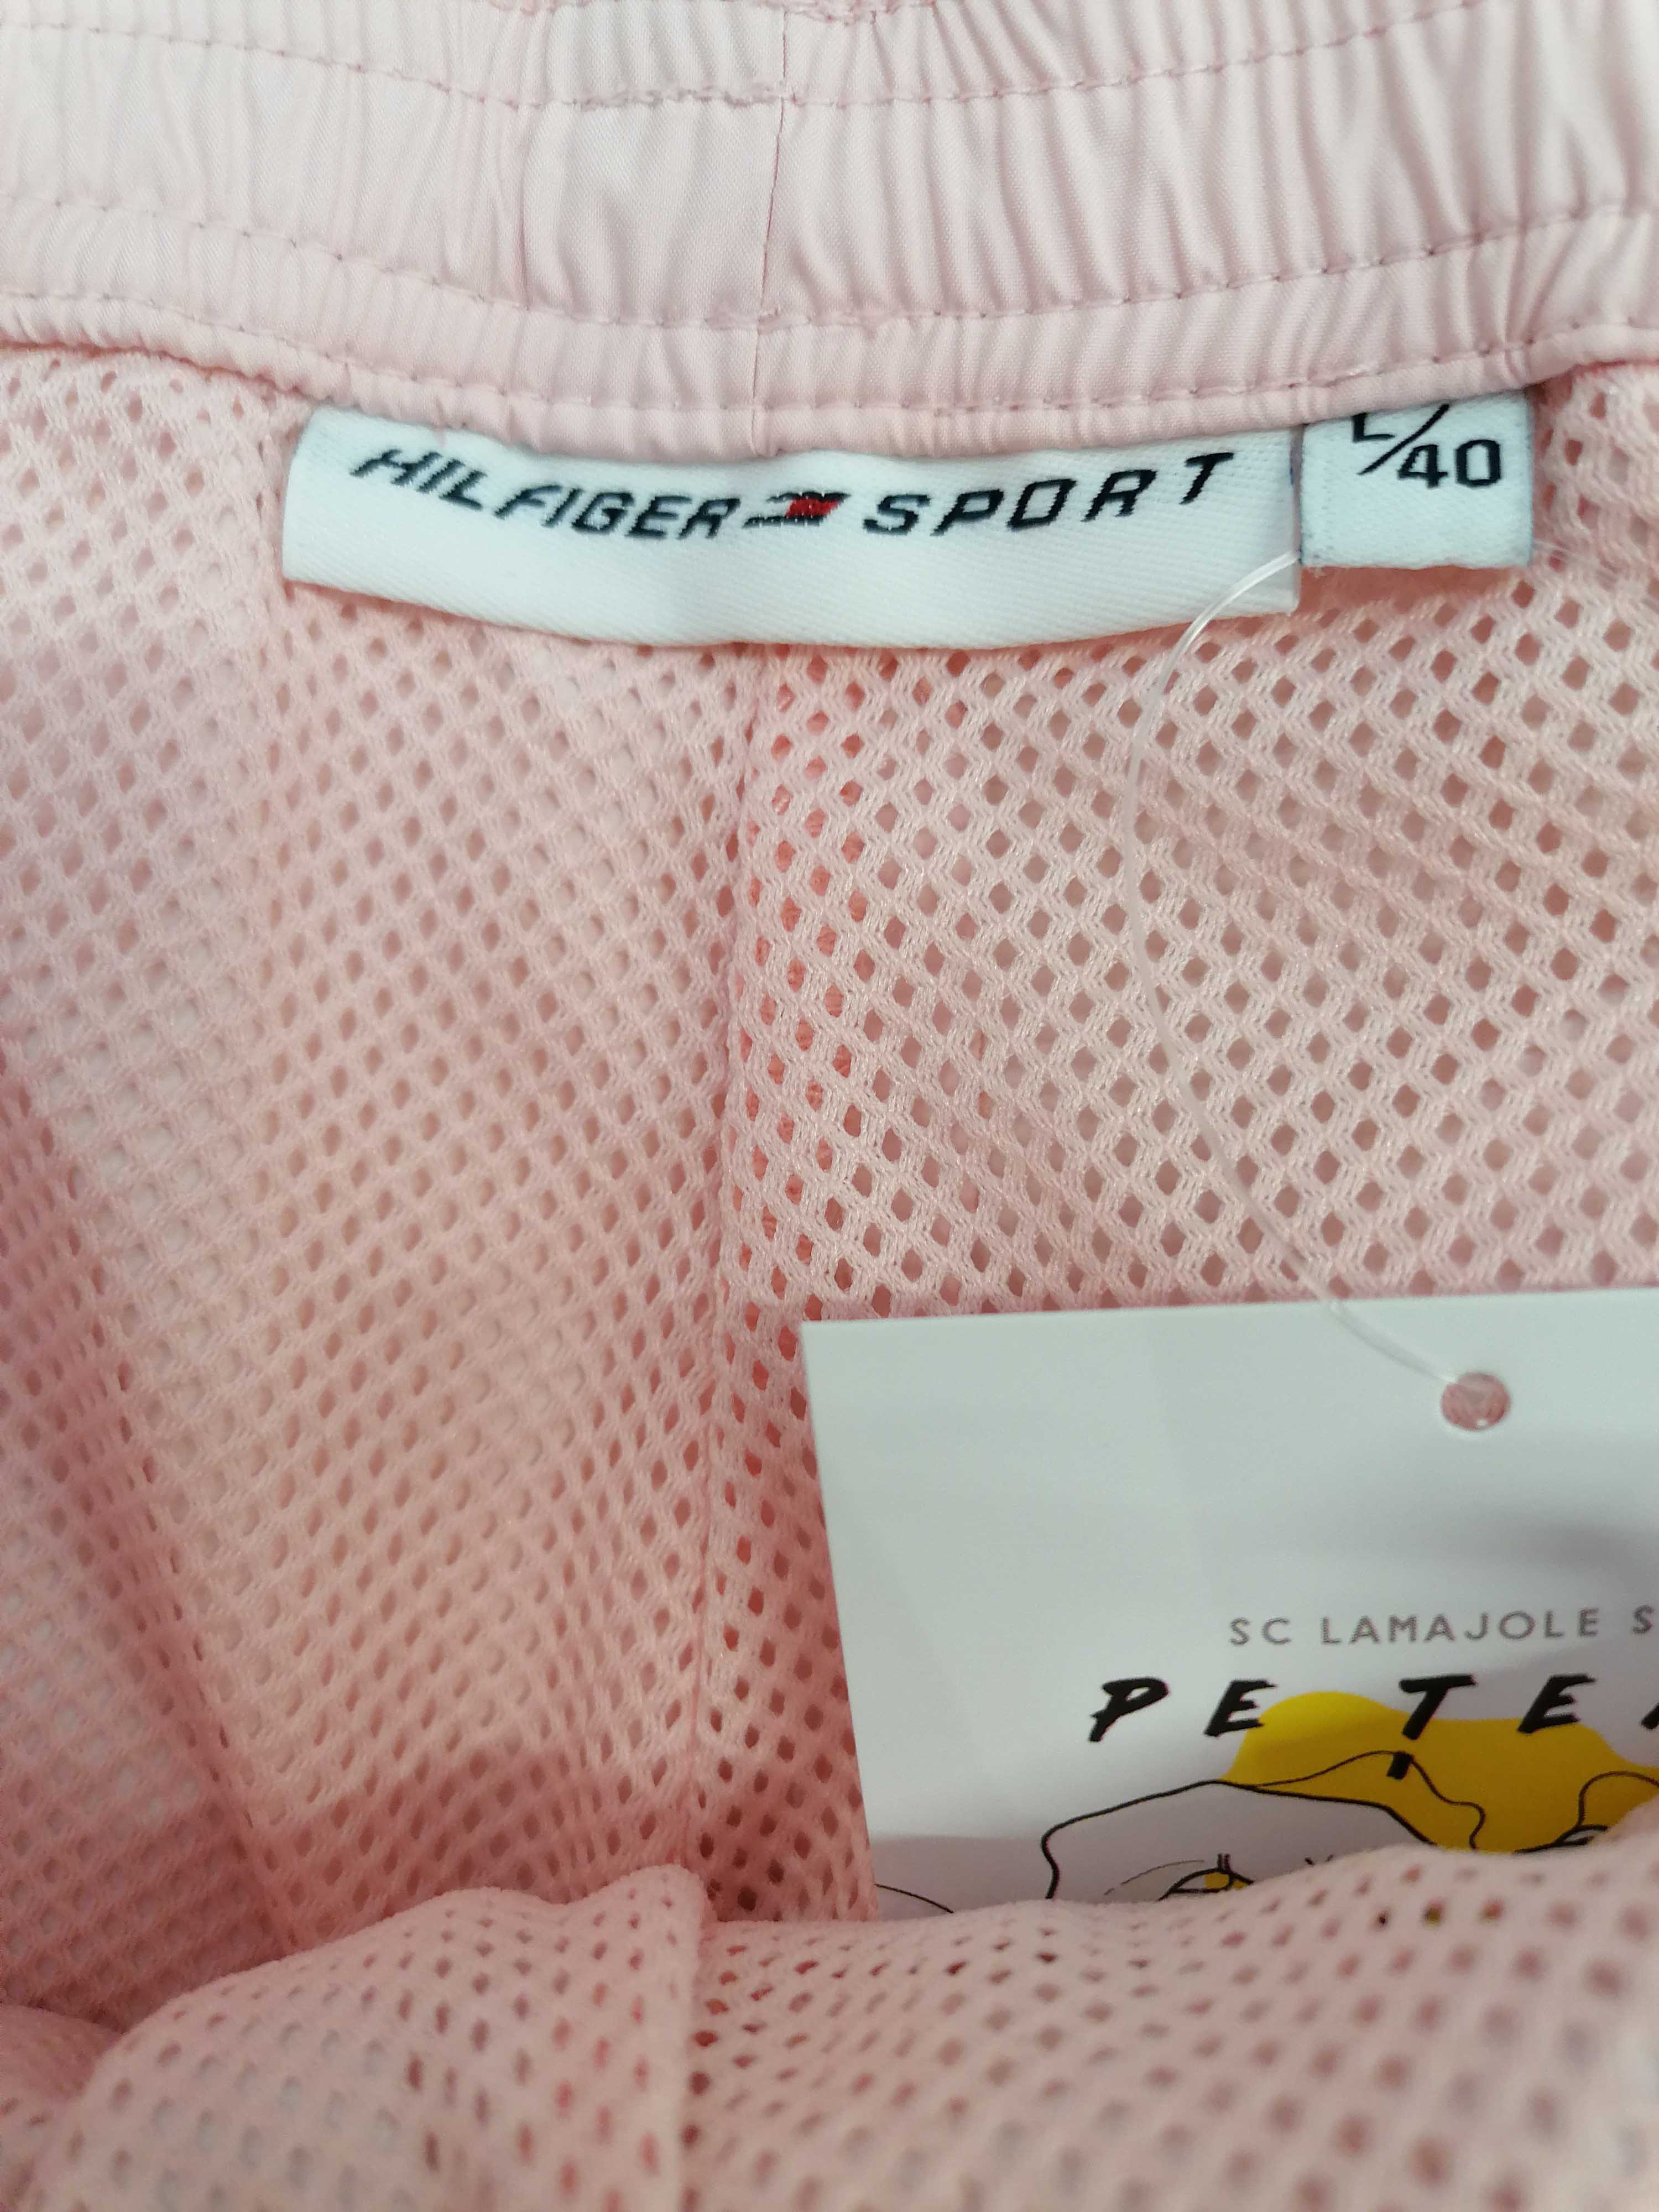 HILFIGER SPORT
L/40
SC LAMAJOLE S
PE TE